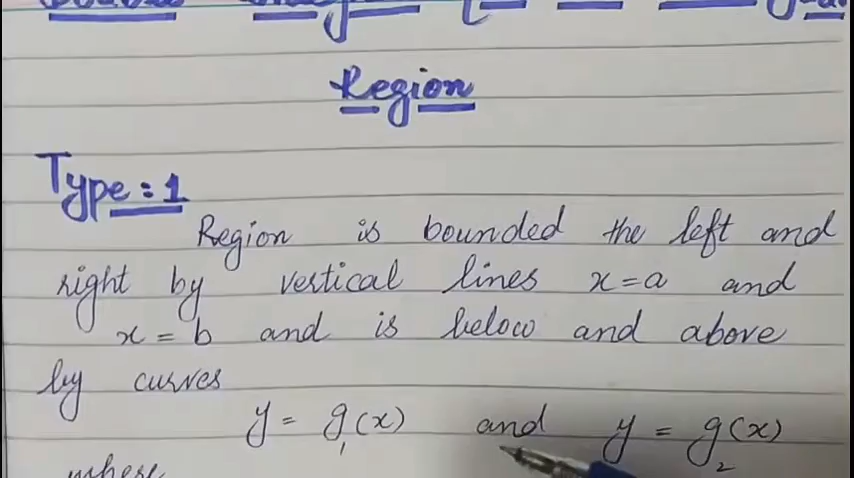 Region
Type : 1
Region is bounded the left and
right by vertical lines x = a and
x = b and is below and above
by curves
y = g₁(x) and y = g₂(x)
where